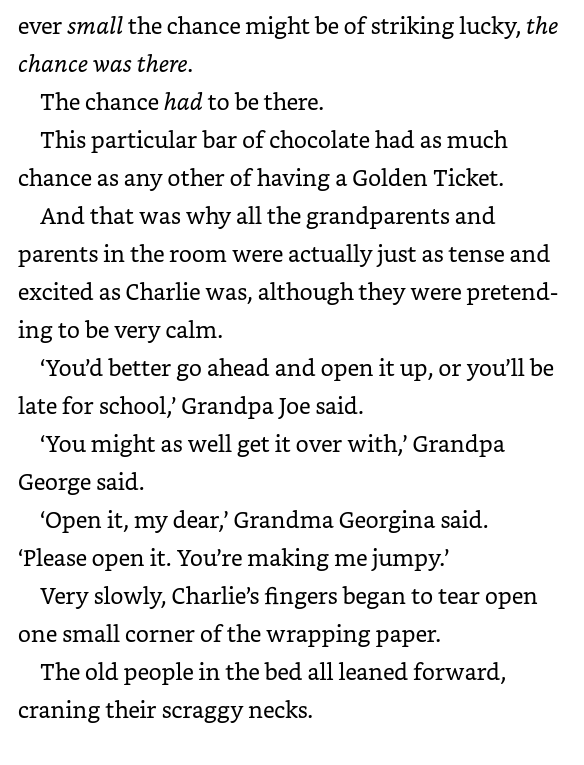 ever small the chance might be of striking lucky, the
chance was there.
The chance had to be there.
This particular bar of chocolate had as much
chance as any other of having a Golden Ticket.
And that was why all the grandparents and
parents in the room were actually just as tense and
excited as Charlie was, although they were pretend-
ing to be very calm.
‘You’d better go ahead and open it up, or you’ll be
late for school,’ Grandpa Joe said.
‘You might as well get it over with,’ Grandpa
George said.
‘Open it, my dear,’ Grandma Georgina said.
‘Please open it. You’re making me jumpy.’
Very slowly, Charlie’s fingers began to tear open
one small corner of the wrapping paper.
The old people in the bed all leaned forward,
craning their scraggy necks.